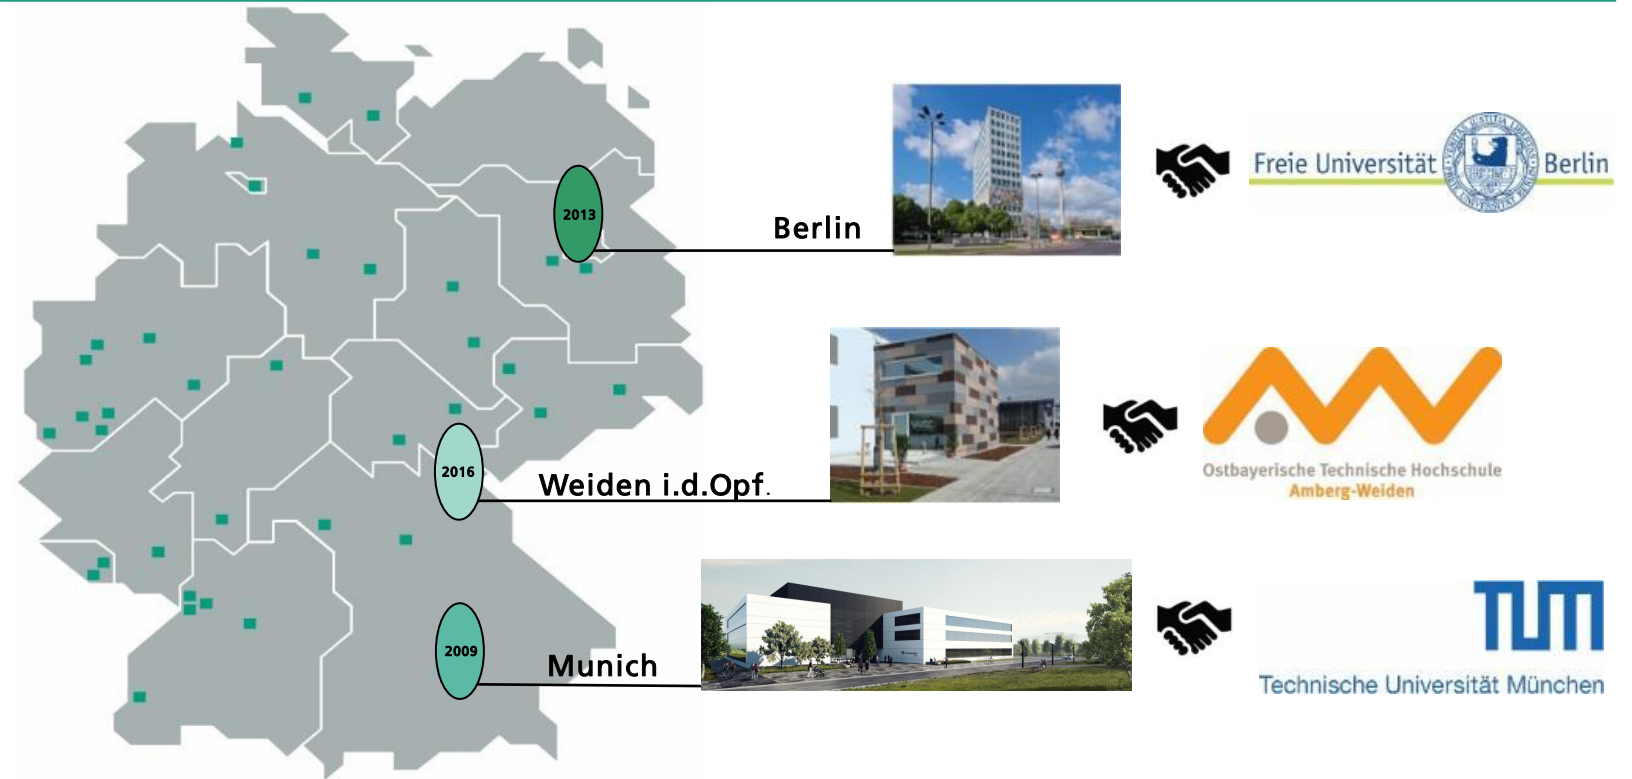 2013
Berlin
Freie Universität Berlin
2016
Weiden i.d.Opf.
Ostbayerische Technische Hochschule
Amberg-Weiden
2009
Munich
TUM
Technische Universität München